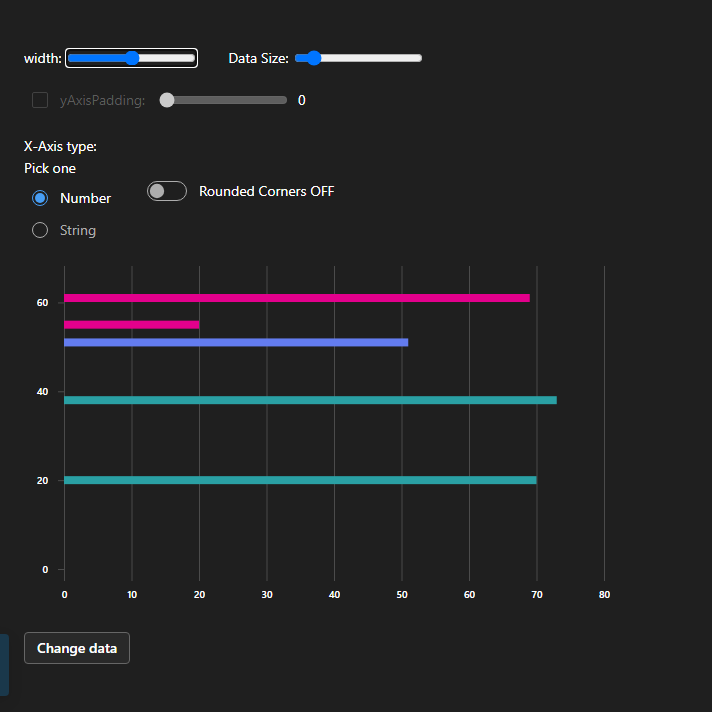 width: Data Size:
yAxisPadding: 0
X-Axis type:
Pick one
Number
Rounded Corners OFF
String
60
40
20
0
0 10 20 30 40 50 60 70 80
Change data